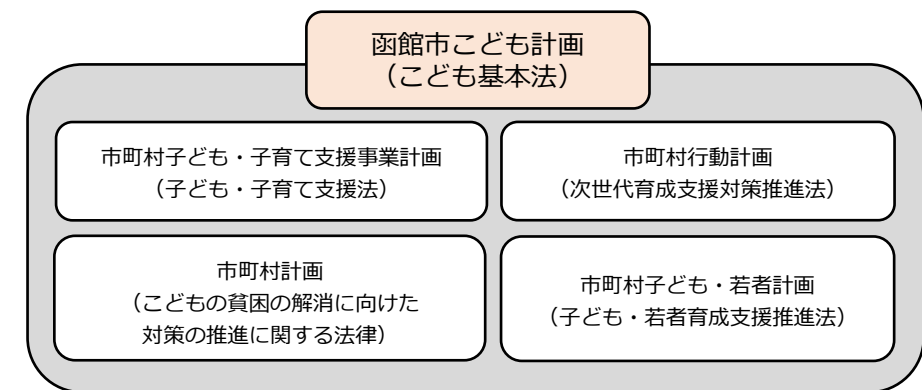 函館市こども計画
（こども基本法）
市町村子ども・子育て支援事業計画
（子ども・子育て支援法）
市町村行動計画
（次世代育成支援対策推進法）
市町村計画
（こどもの貧困の解消に向けた
対策の推進に関する法律）
市町村子ども・若者計画
（子ども・若者育成支援推進法）